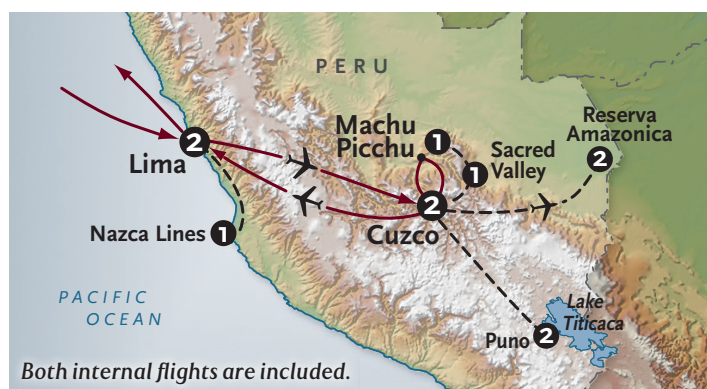 PERU
Reserva
Amazonica
2
Machu
Picchu
1
Sacred
Valley
1
2
Lima
2
Cuzco
Nazca Lines 1
PACIFIC
OCEAN
Lake
Titicaca
Puno 2
Both internal flights are included.